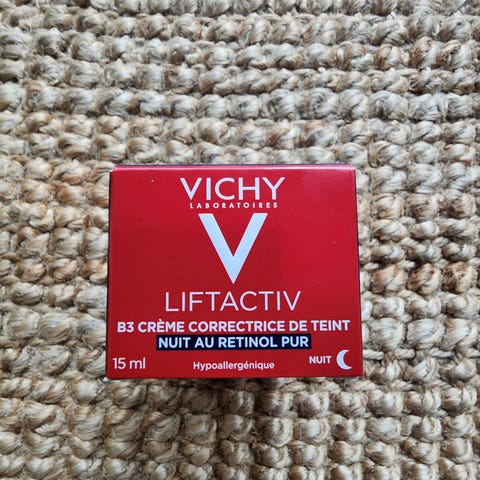 VICHY
LABORATOIRES
V
LIFTACTIV
B3 CRÈME CORRECTRICE DE TEINT
NUIT AU RETINOL PUR
15 ml Hypoallergénique NUIT